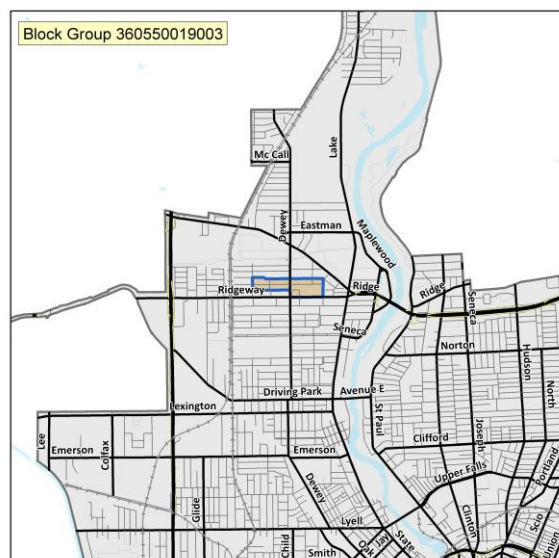 Block Group 360550019003
Mc Call
Lake
Dewey
Eastman
Maplewood
Ridgeway
Ridge
Ridge
Seneca
Seneca
Norton
Hudson
North
Driving Park
Avenue E
Lexington
St Paul
Lee
Colfax
Emerson
Emerson
Clifford
Joseph
Portland
Upper Falls
Glide
Dewey
Clinton
Lyell
Jay
State
Scio
Child
Smith
Oak